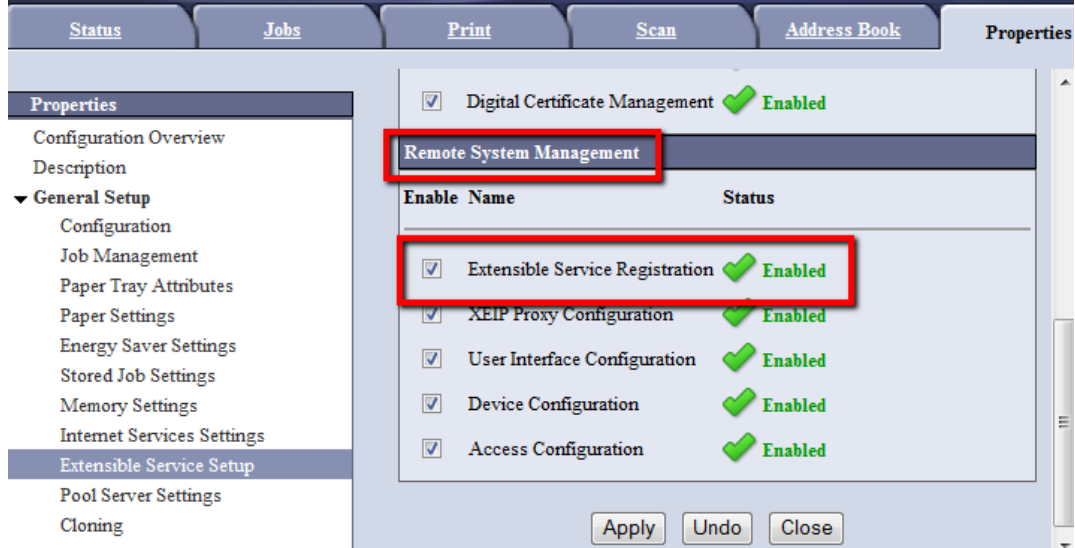 Status Jobs Print Scan Address Book Properties
Properties
Configuration Overview
Description
General Setup
Configuration
Job Management
Paper Tray Attributes
Paper Settings
Energy Saver Settings
Stored Job Settings
Memory Settings
Internet Services Settings
Extensible Service Setup
Pool Server Settings
Cloning
Digital Certificate Management Enabled
Remote System Management
Enable Name Status
Extensible Service Registration Enabled
XEIP Proxy Configuration Enabled
User Interface Configuration Enabled
Device Configuration Enabled
Access Configuration Enabled
Apply Undo Close